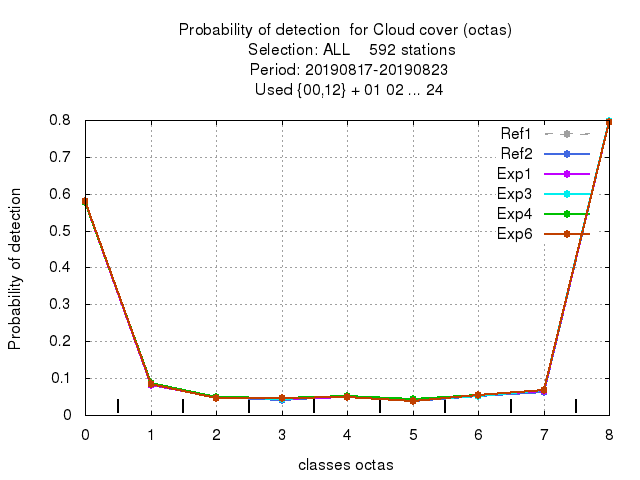 Probability of detection  for Cloud cover (octas)
Selection: ALL    592 stations
Period: 20190817-20190823
Used {00,12} + 01 02 ... 24
Probability of detection
0.8
0.7
0.6
0.5
0.4
0.3
0.2
0.1
0
Ref1
Ref2
Exp1
Exp3
Exp4
Exp6
0 1 2 3 4 5 6 7 8
classes octas